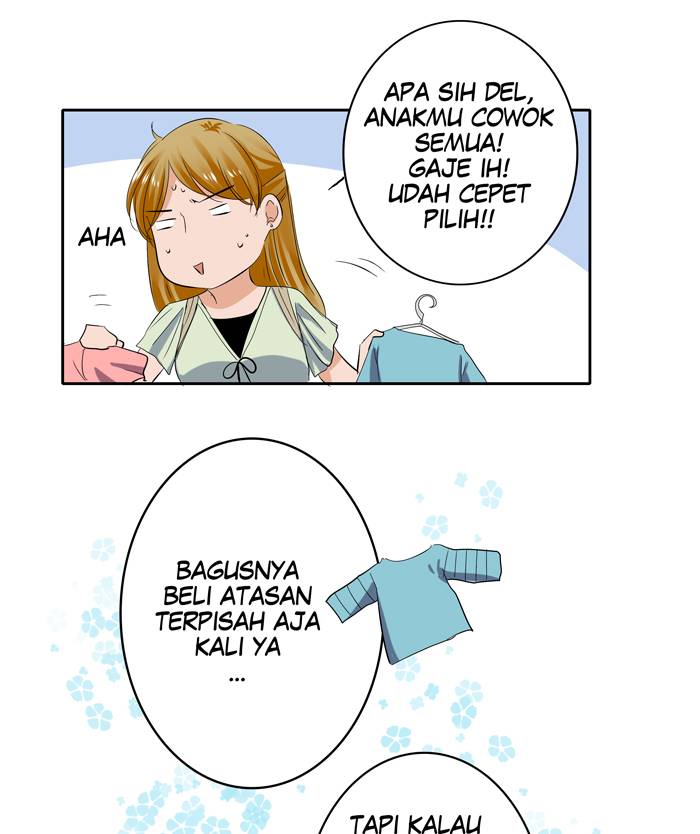 APA SIH DEL,
ANAKMU COWOK
SEMUA!
GAJE IH!
UDAH CEPET
PILIH!!
AHA
BAGUSNYA
BELI ATASAN
TERPISAH AJA
KALI YA
...
TAPI KALAU